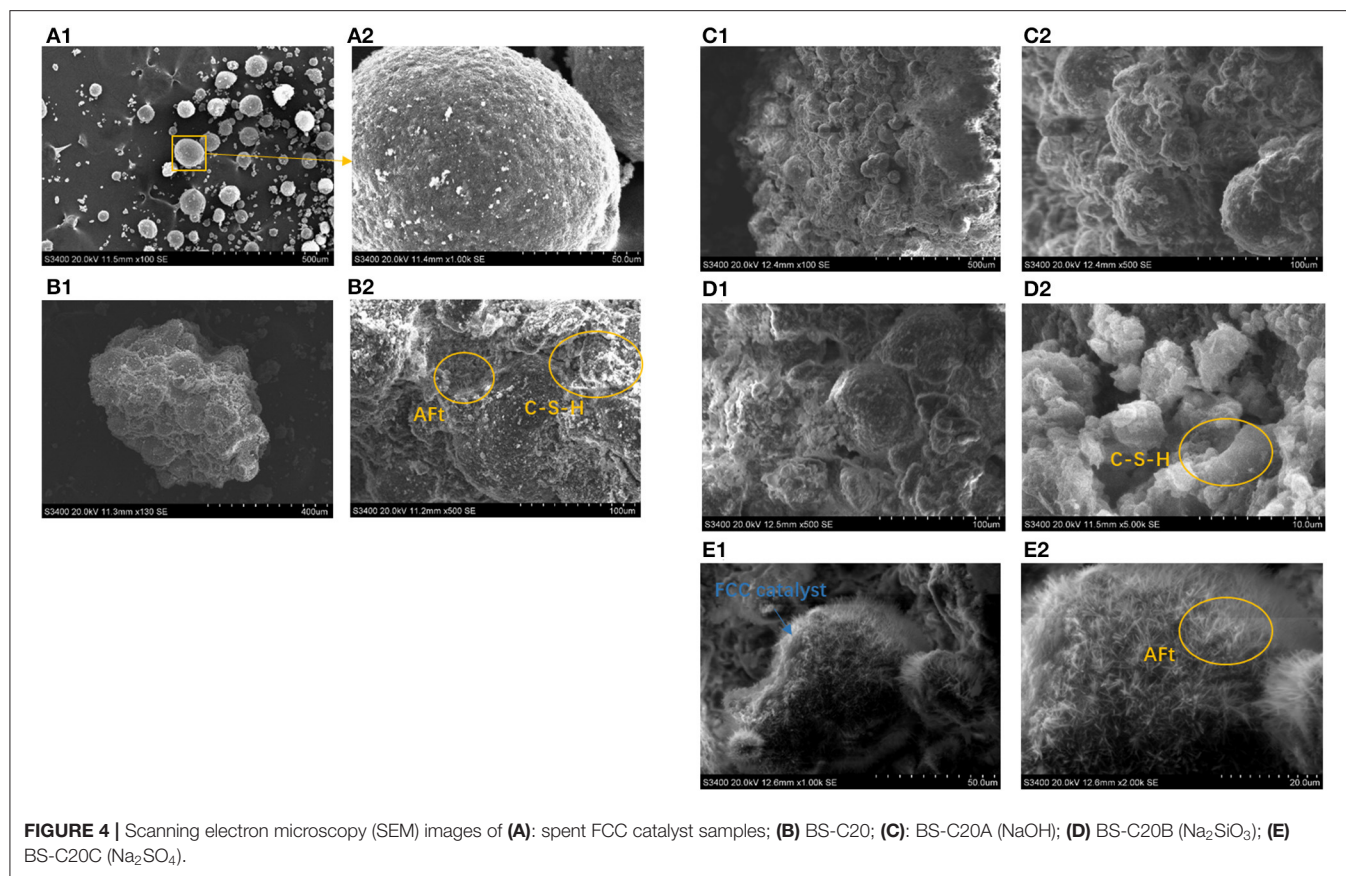 A1
A2
S3400 20.0kV 11.5mm x100 SE
500um
S3400 20.0kV 11.4mm x1.00k SE
50.0um
B1
B2
AFt
C-S-H
S3400 20.0kV 11.3mm x130 SE
400um
S3400 20.0kV 11.2mm x500 SE
100um
C1
C2
S3400 20.0kV 12.4mm x100 SE
500um
S3400 20.0kV 12.4mm x500 SE
100um
D1
D2
C-S-H
S3400 20.0kV 12.5mm x500 SE
100um
S3400 20.0kV 11.5mm x5.00k SE
10.0um
E1
E2
FCC catalyst
AFt
S3400 20.0kV 12.6mm x1.00k SE
50.0um
S3400 20.0kV 12.6mm x2.00k SE
20.0um
FIGURE 4 | Scanning electron microscopy (SEM) images of (A): spent FCC catalyst samples; (B) BS-C20; (C): BS-C20A (NaOH); (D) BS-C20B (Na₂SiO₃); (E)
BS-C20C (Na₂SO₄).